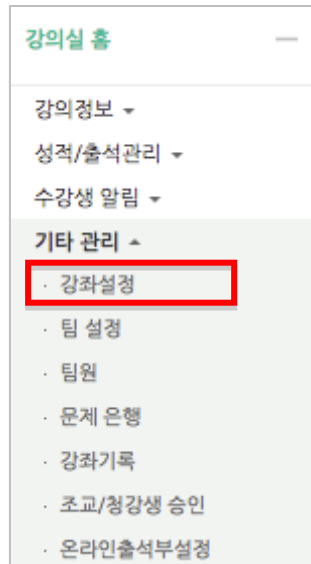 강의실 홈
강의정보
성적/출석관리
수강생 알림
기타 관리
· 강좌설정
· 팀 설정
· 팀원
· 문제 은행
· 강좌기록
· 조교/청강생 승인
· 온라인출석부설정